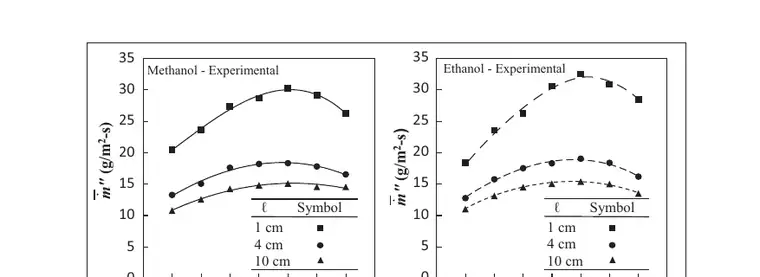 35
30
25
20
15
10
5
0
ṁ″ (g/m²-s)
Methanol - Experimental
ℓ Symbol
1 cm
4 cm
10 cm
35
30
25
20
15
10
5
0
ṁ″ (g/m²-s)
Ethanol - Experimental
ℓ Symbol
1 cm
4 cm
10 cm